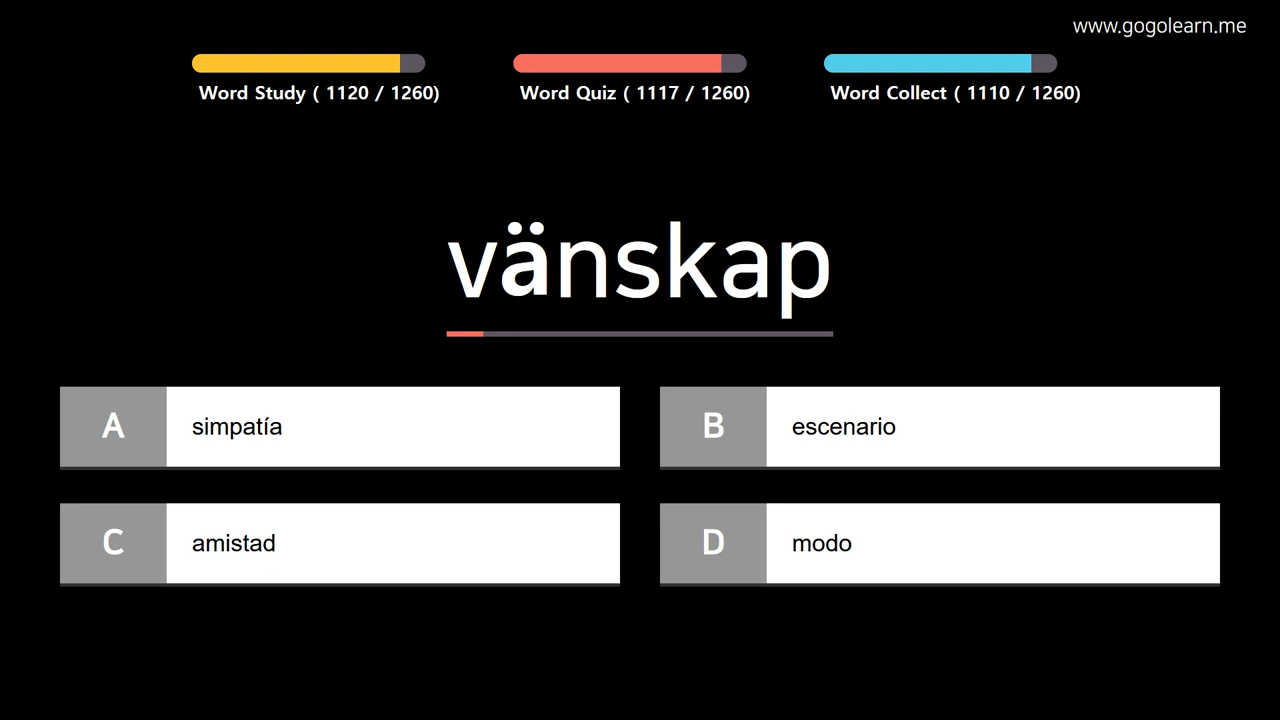 www.gogolearn.me
Word Study ( 1120 / 1260)
Word Quiz ( 1117 / 1260)
Word Collect ( 1110 / 1260)
vänskap
A simpatía
B escenario
C amistad
D modo